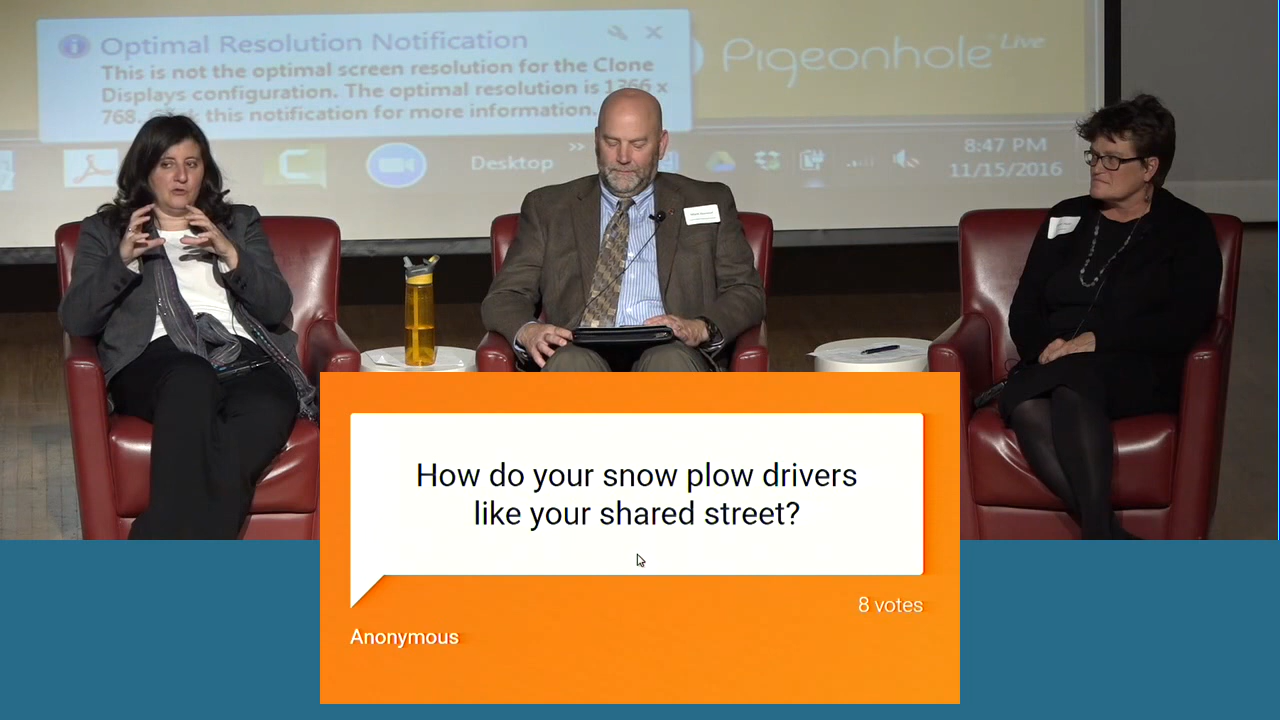 Optimal Resolution Notification
Pigeonhole Live
This is not the optimal screen resolution for the Clone
Displays configuration. The optimal resolution is 1366 x
768. Click this notification for more information.
Desktop
8:47 PM
11/15/2016
How do your snow plow drivers
like your shared street?
8 votes
Anonymous